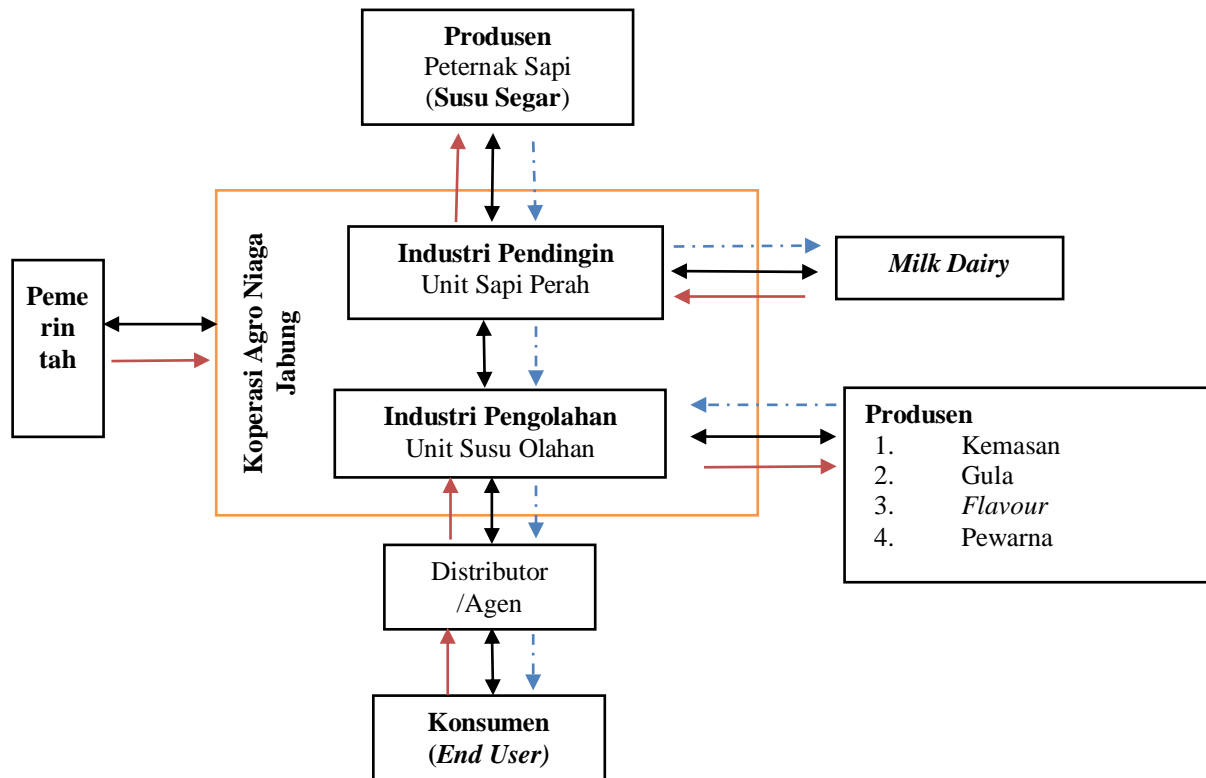 Produsen
Peternak Sapi
(Susu Segar)
Industri Pendingin
Unit Sapi Perah
Milk Dairy
Peme
rin
tah
Koperasi Agro Niaga
Jabung
Industri Pengolahan
Unit Susu Olahan
Produsen
1. Kemasan
2. Gula
3. Flavour
4. Pewarna
Distributor
/Agen
Konsumen
(End User)